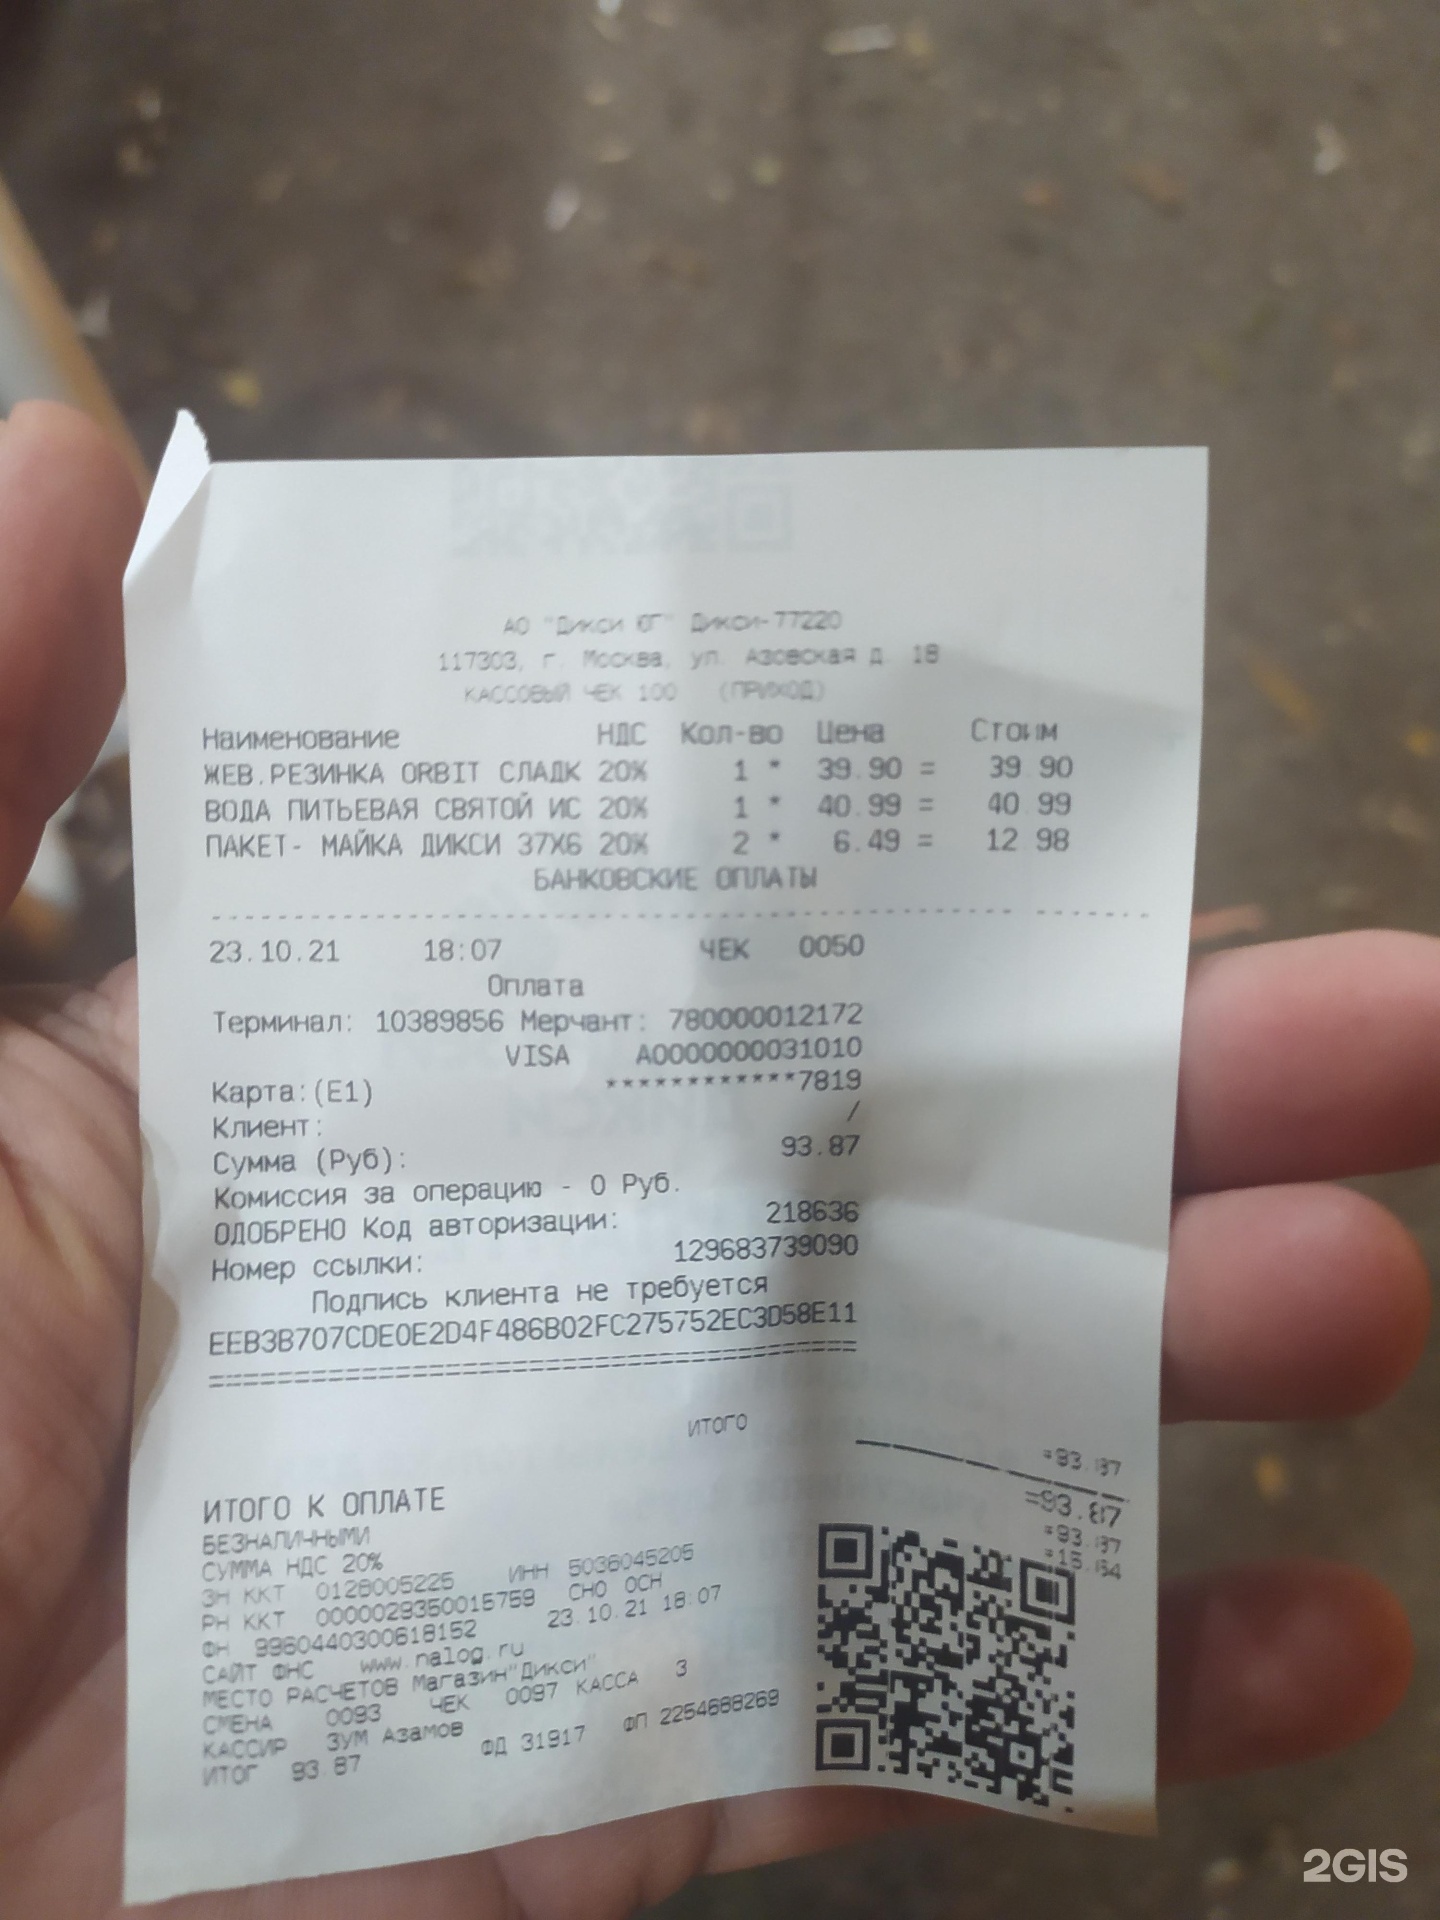 АО "Дикси ЮГ" Дикси-77220
117303, г. Москва, ул. Азовская д. 18
КАССОВЫЙ ЧЕК 100 (ПРИХОД)
Наименование НДС Кол-во Цена Стоим
ЖЕВ.РЕЗИНКА ORBIT СЛАДК 20% 1 * 39.90 = 39 90
ВОДА ПИТЬЕВАЯ СВЯТОЙ ИС 20% 1 * 40.99 = 40 99
ПАКЕТ- МАЙКА ДИКСИ 37X6 20% 2 * 6.49 = 12 98
БАНКОВСКИЕ ОПЛАТЫ
23.10.21 18:07 ЧЕК 0050
Оплата
Терминал: 10389856 Мерчант: 780000012172
VISA A0000000031010
Карта:(E1) ************7819
Клиент: /
Сумма (Руб): 93.87
Комиссия за операцию - 0 Руб.
ОДОБРЕНО Код авторизации: 218636
Номер ссылки: 129683739090
Подпись клиента не требуется
EEB3B707CDE0E2D4F486B02FC275752EC3D58E11
=======================================
ИТОГО =93.87
ИТОГО К ОПЛАТЕ =93.87
БЕЗНАЛИЧНЫМИ =93.87
СУММА НДС 20% =15.64
ЗН ККТ 0128005225 ИНН 5036045205
РН ККТ 0000029350015759 СНО ОСН
ФН 9960440300618152 23.10.21 18:07
САЙТ ФНС www.nalog.ru
МЕСТО РАСЧЕТОВ Магазин"Дикси"
СМЕНА 0093 ЧЕК 0097 КАССА 3
КАССИР ЗУМ Азамов
ИТОГ 93.87 ФД 31917 ФП 2254688269
2GIS